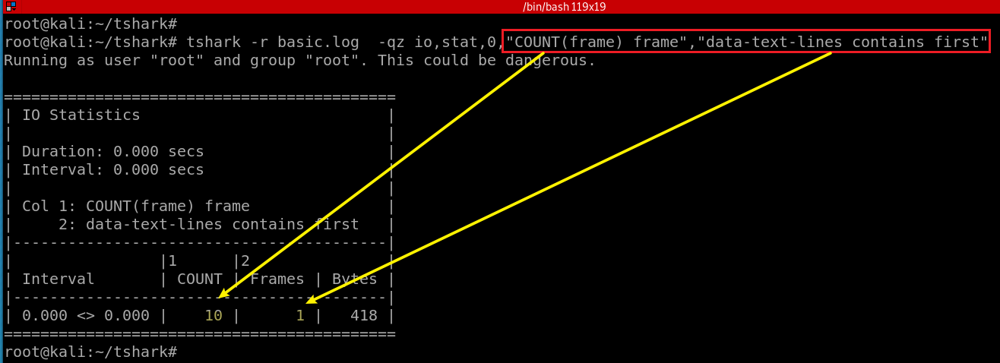 /bin/bash 119x19
root@kali:~/tshark#
root@kali:~/tshark# tshark -r basic.log  -qz io,stat,0,"COUNT(frame) frame","data-text-lines contains first"
Running as user "root" and group "root". This could be dangerous.
===========================================
| IO Statistics                           |
|                                         |
| Duration: 0.000 secs                    |
| Interval: 0.000 secs                    |
|                                         |
| Col 1: COUNT(frame) frame               |
|     2: data-text-lines contains first   |
|-----------------------------------------|
|                |1      |2               |
| Interval       | COUNT | Frames | Bytes |
|-----------------------------------------|
| 0.000 <> 0.000 |    10 |      1 |   418 |
===========================================
root@kali:~/tshark#